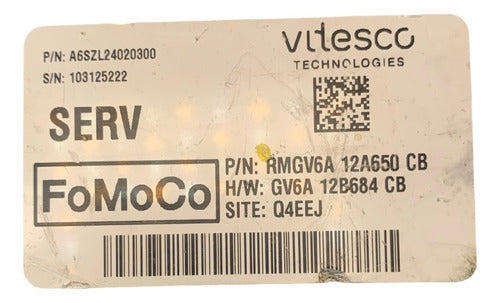 P/N: A6SZL24020300
S/N: 103125222
vitesco
TECHNOLOGIES
SERV
FoMoCo
P/N: RMGV6A 12A650 CB
H/W: GV6A 12B684 CB
SITE: Q4EEJ